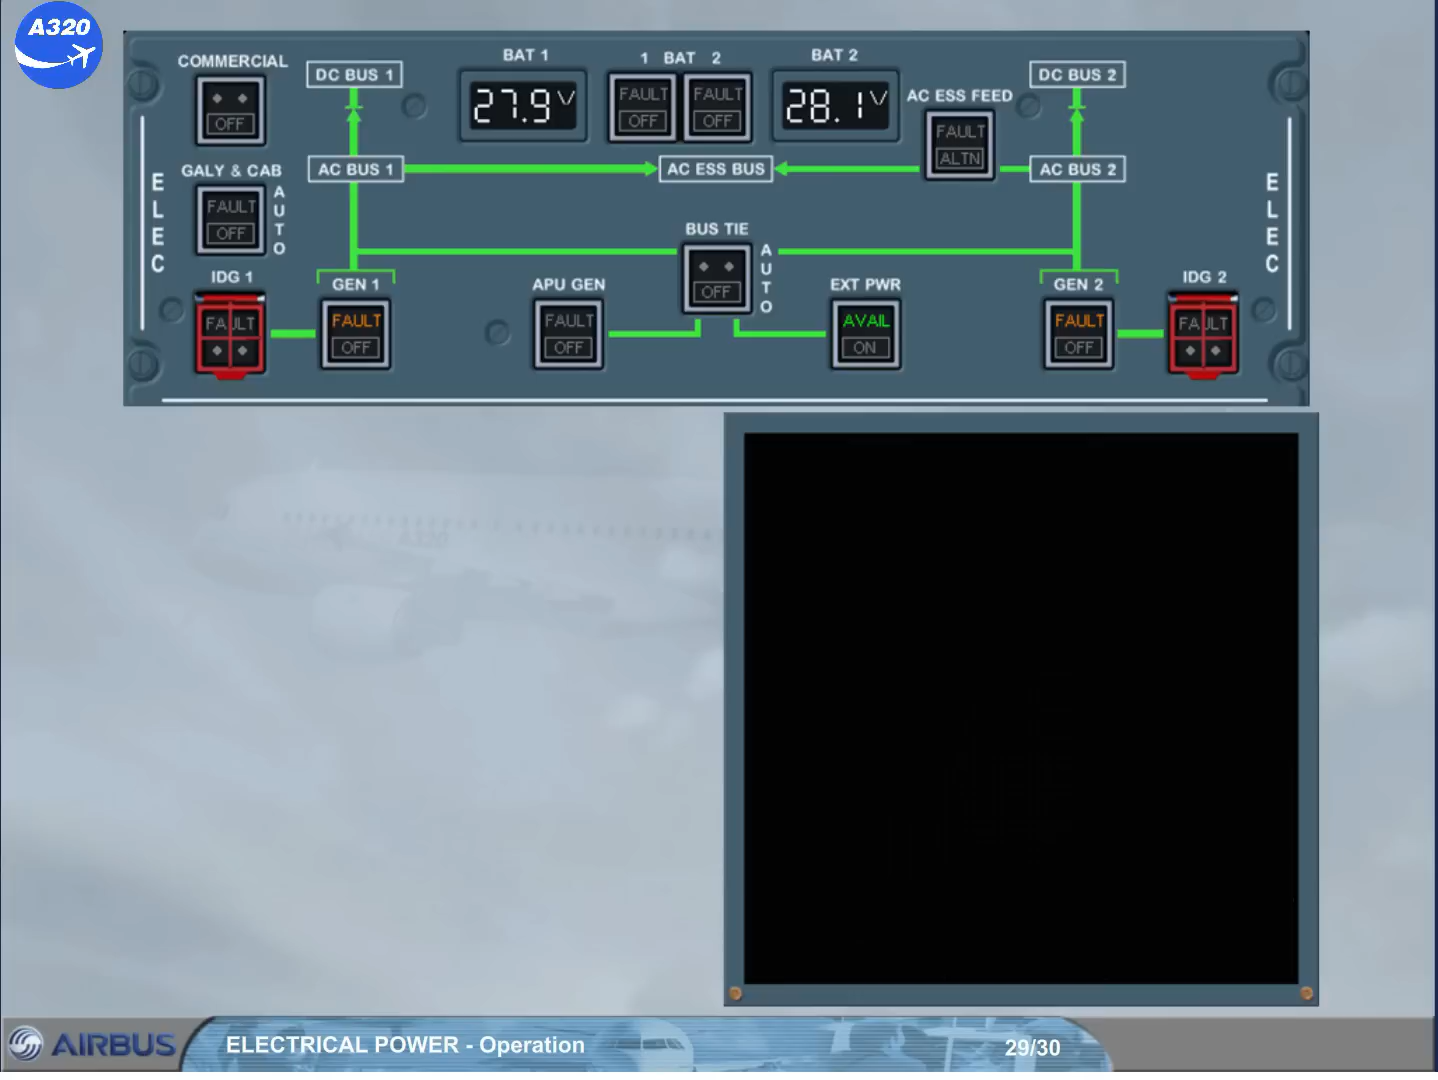 A320
COMMERCIAL
OFF
DC BUS 1
BAT 1
27.9V
1 BAT 2
FAULT
OFF
FAULT
OFF
BAT 2
28.1V
AC ESS FEED
FAULT
ALTN
DC BUS 2
ELEC
GALY & CAB
FAULT
OFF
AUTO
AC BUS 1
AC ESS BUS
AC BUS 2
ELEC
BUS TIE
OFF
AUTO
IDG 1
FAULT
GEN 1
FAULT
OFF
APU GEN
FAULT
OFF
EXT PWR
AVAIL
ON
GEN 2
FAULT
OFF
IDG 2
FAULT
AIRBUS
ELECTRICAL POWER - Operation
29/30